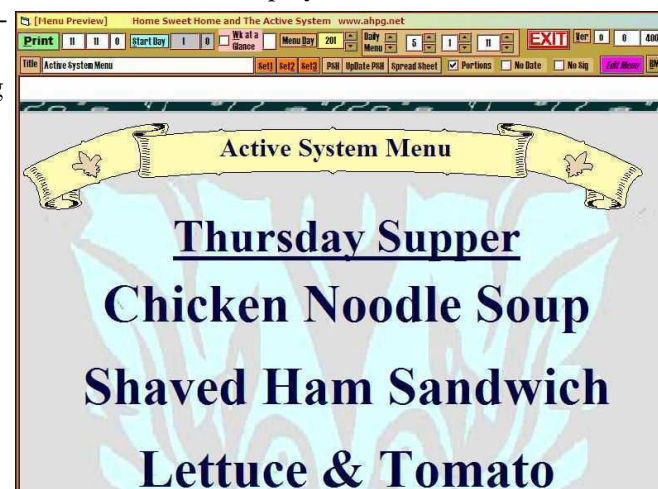 [Menu Preview] Home Sweet Home and The Active System www.ahpg.net
Print 11 11 0 Start Day 1 0 Wk at a Glance Menu Day 201 Daily Menu 5 1 11 EXIT Ver 0 0 400
Title Active System Menu Set1 Set2 Set3 PSH UpDate PSH Spread Sheet Portions No Date No Sig Edit Menu
g
Active System Menu
Thursday Supper
Chicken Noodle Soup
Shaved Ham Sandwich
Lettuce & Tomato